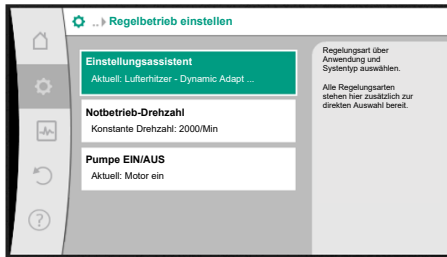 .. Regelbetrieb einstellen
Einstellungsassistent
Aktuell: Lufterhitzer - Dynamic Adapt ...
Notbetrieb-Drehzahl
Konstante Drehzahl: 2000/Min
Pumpe EIN/AUS
Aktuell: Motor ein
Regelungsart über
Anwendung und
Systemtyp auswählen.
Alle Regelungsarten
stehen hier zusätzlich zur
direkten Auswahl bereit.
?